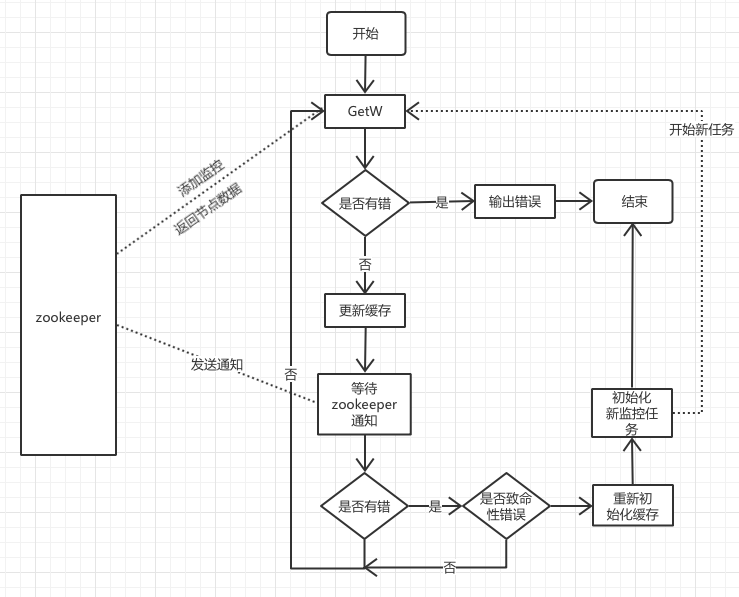 开始
GetW
开始新任务
添加监控
返回节点数据
是否有错
是
输出错误
结束
否
更新缓存
zookeeper
发送通知
否
等待
zookeeper
通知
初始化
新监控任
务
是否有错
是
是否致命
性错误
重新初
始化缓存
否